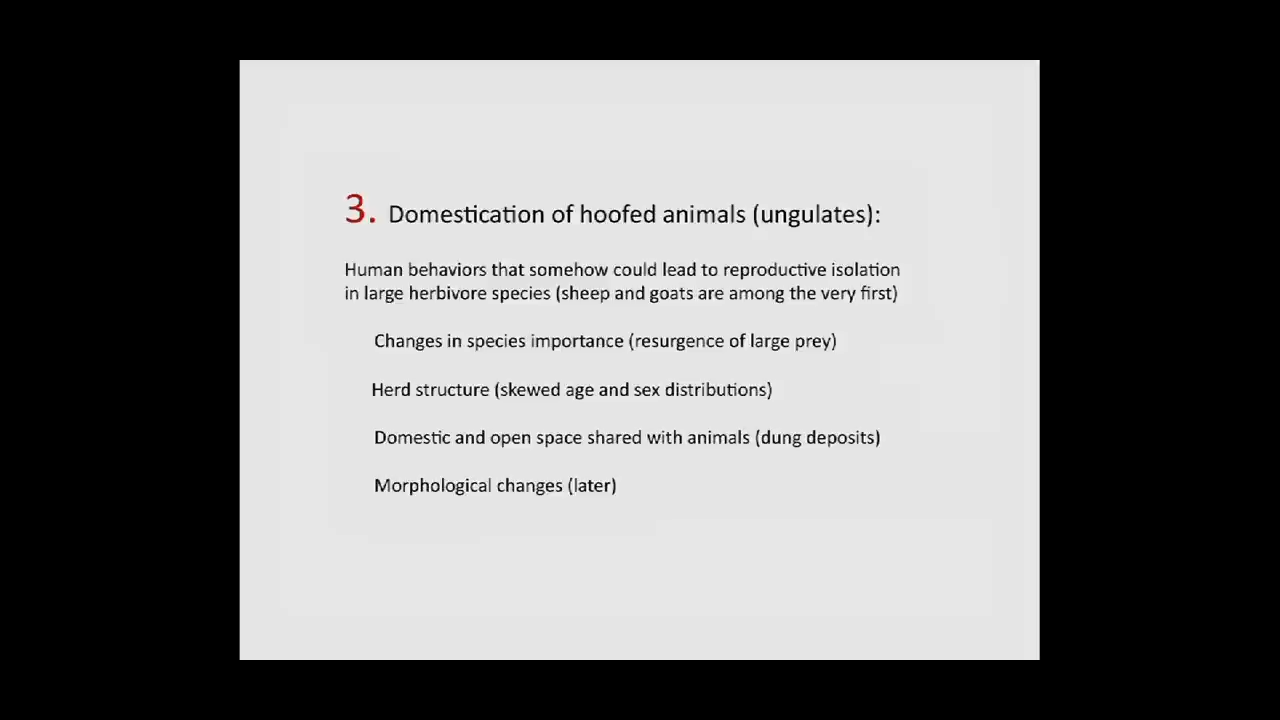 3. Domestication of hoofed animals (ungulates):
Human behaviors that somehow could lead to reproductive isolation
in large herbivore species (sheep and goats are among the very first)
Changes in species importance (resurgence of large prey)
Herd structure (skewed age and sex distributions)
Domestic and open space shared with animals (dung deposits)
Morphological changes (later)